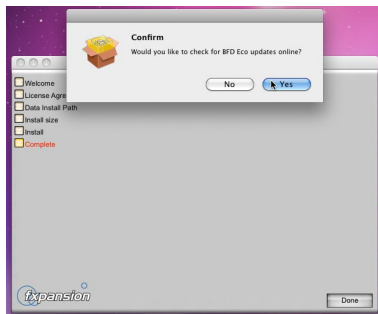 Confirm
Would you like to check for BFD Eco updates online?
No
Yes
Welcome
License Agre
Data Install Path
Install size
Install
Complete
fxpansion
Done